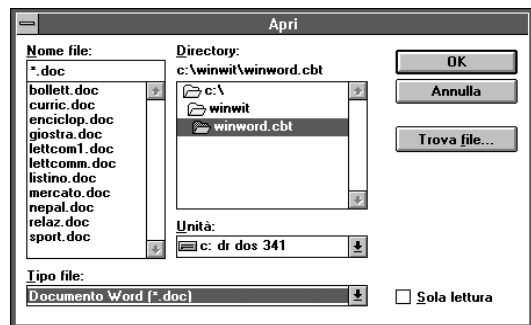 Apri
Nome file:
*.doc
bollett.doc
curric.doc
enciclop.doc
giostra.doc
lettcom1.doc
lettcomm.doc
listino.doc
mercato.doc
nepal.doc
relaz.doc
sport.doc
Tipo file:
Documento Word (*.doc)
Directory:
c:\winwit\winword.cbt
c:\
winwit
winword.cbt
Unità:
c: dr dos 341
OK
Annulla
Trova file...
Sola lettura